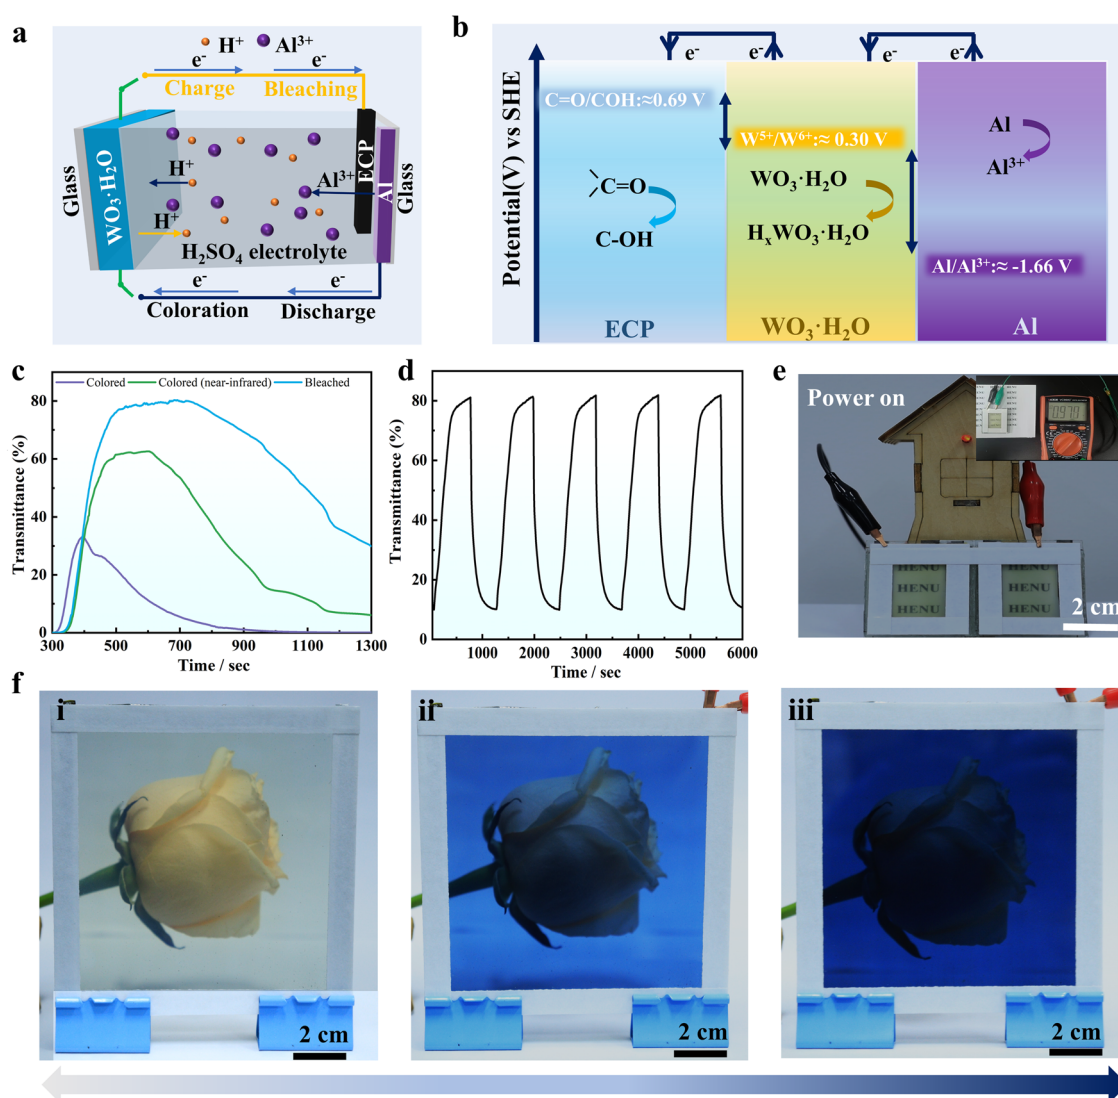 a
H⁺ Al³⁺
e⁻ e⁻
Charge Bleaching
Glass
WO₃·H₂O
H⁺
H⁺
Al³⁺
ECP
Al
Glass
H₂SO₄ electrolyte
e⁻ e⁻
Coloration Discharge
b
Potential(V) vs SHE
e⁻ e⁻ e⁻ e⁻
C=O/COH:≈0.69 V
W⁵⁺/W⁶⁺:≈ 0.30 V
Al/Al³⁺:≈ -1.66 V
C=O
C-OH
WO₃·H₂O
HₓWO₃·H₂O
Al
Al³⁺
ECP WO₃·H₂O Al
c
Colored Colored (near-infrared) Bleached
Transmittance (%)
80
60
40
20
0
300 500 700 900 1100 1300
Time / sec
d
Transmittance (%)
80
60
40
20
0
1000 2000 3000 4000 5000 6000
Time / sec
e
Power on
0970
HENU HENU
HENU HENU
HENU HENU
2 cm
f
i
2 cm
ii
2 cm
iii
2 cm